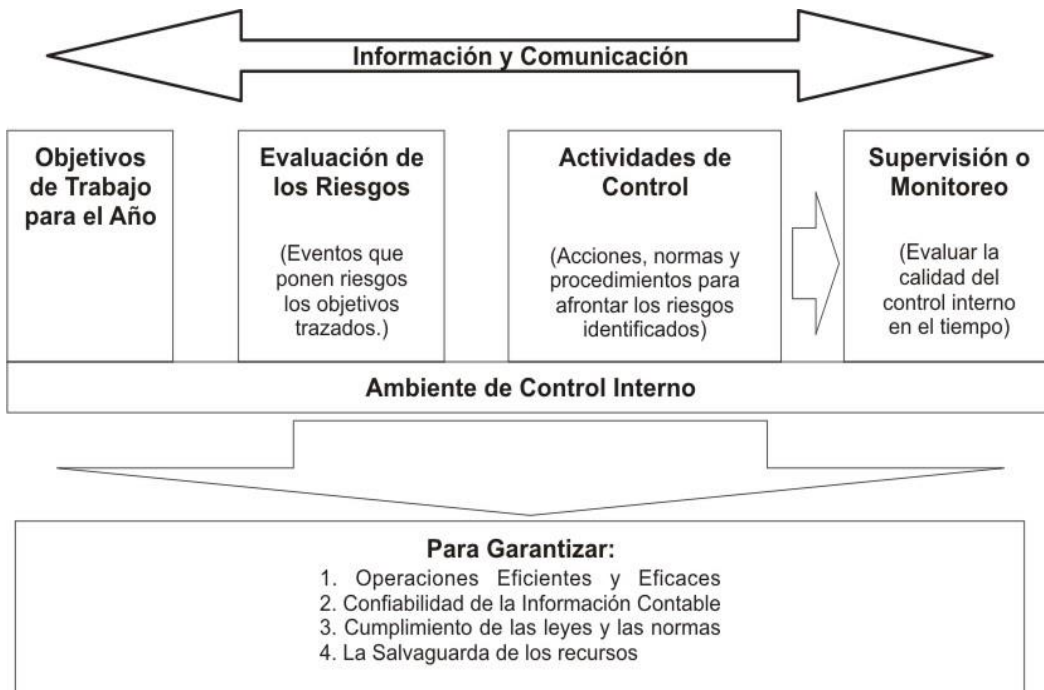 Información y Comunicación
Objetivos
de Trabajo
para el Año
Evaluación de
los Riesgos
(Eventos que
ponen riesgos
los objetivos
trazados.)
Actividades de
Control
(Acciones, normas y
procedimientos para
afrontar los riesgos
identificados)
Supervisión o
Monitoreo
(Evaluar la
calidad del
control interno
en el tiempo)
Ambiente de Control Interno
Para Garantizar:
1. Operaciones Eficientes y Eficaces
2. Confiabilidad de la Información Contable
3. Cumplimiento de las leyes y las normas
4. La Salvaguarda de los recursos